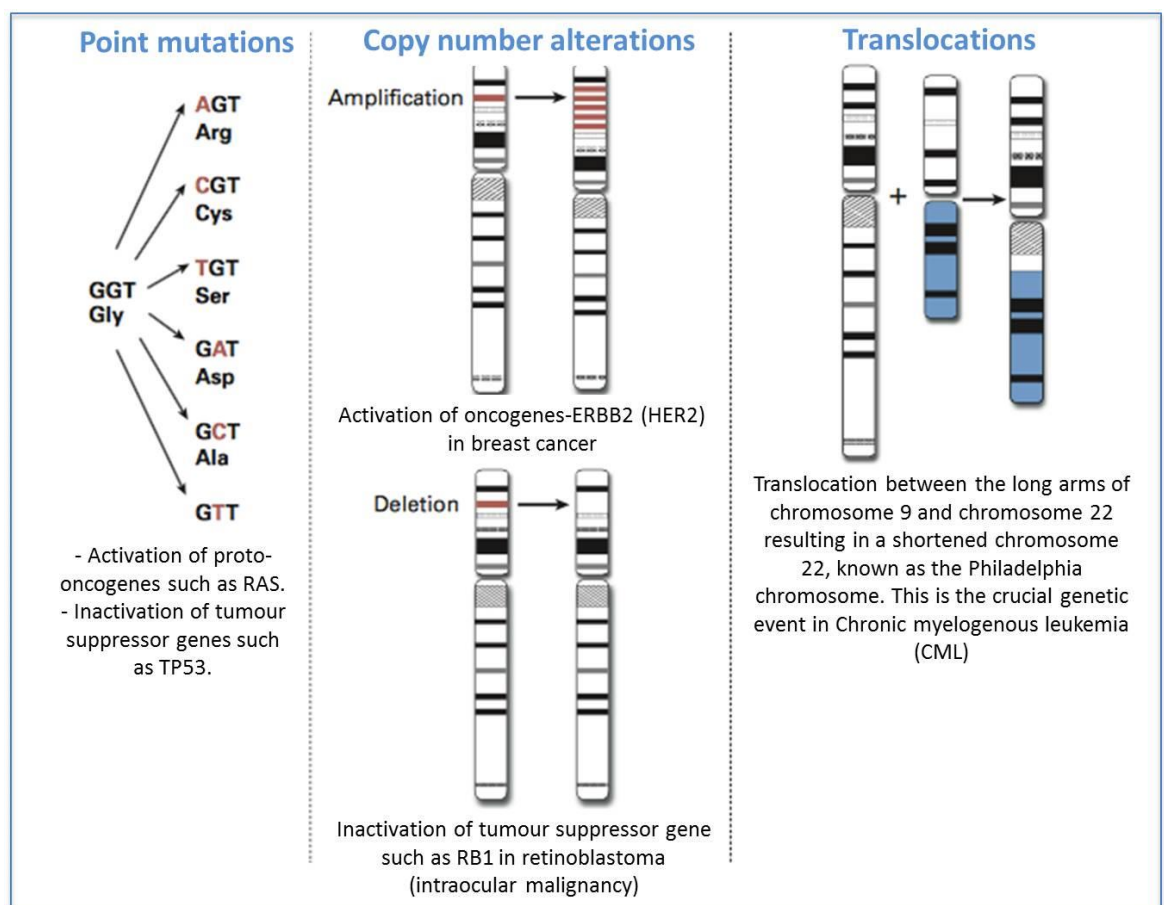 Point mutations
AGT
Arg
CGT
Cys
TGT
Ser
GGT
Gly
GAT
Asp
GCT
Ala
GTT
- Activation of proto-
oncogenes such as RAS.
- Inactivation of tumour
suppressor genes such
as TP53.
Copy number alterations
Amplification
Activation of oncogenes-ERBB2 (HER2)
in breast cancer
Deletion
Inactivation of tumour suppressor gene
such as RB1 in retinoblastoma
(intraocular malignancy)
Translocations
+
Translocation between the long arms of
chromosome 9 and chromosome 22
resulting in a shortened chromosome
22, known as the Philadelphia
chromosome. This is the crucial genetic
event in Chronic myelogenous leukemia
(CML)